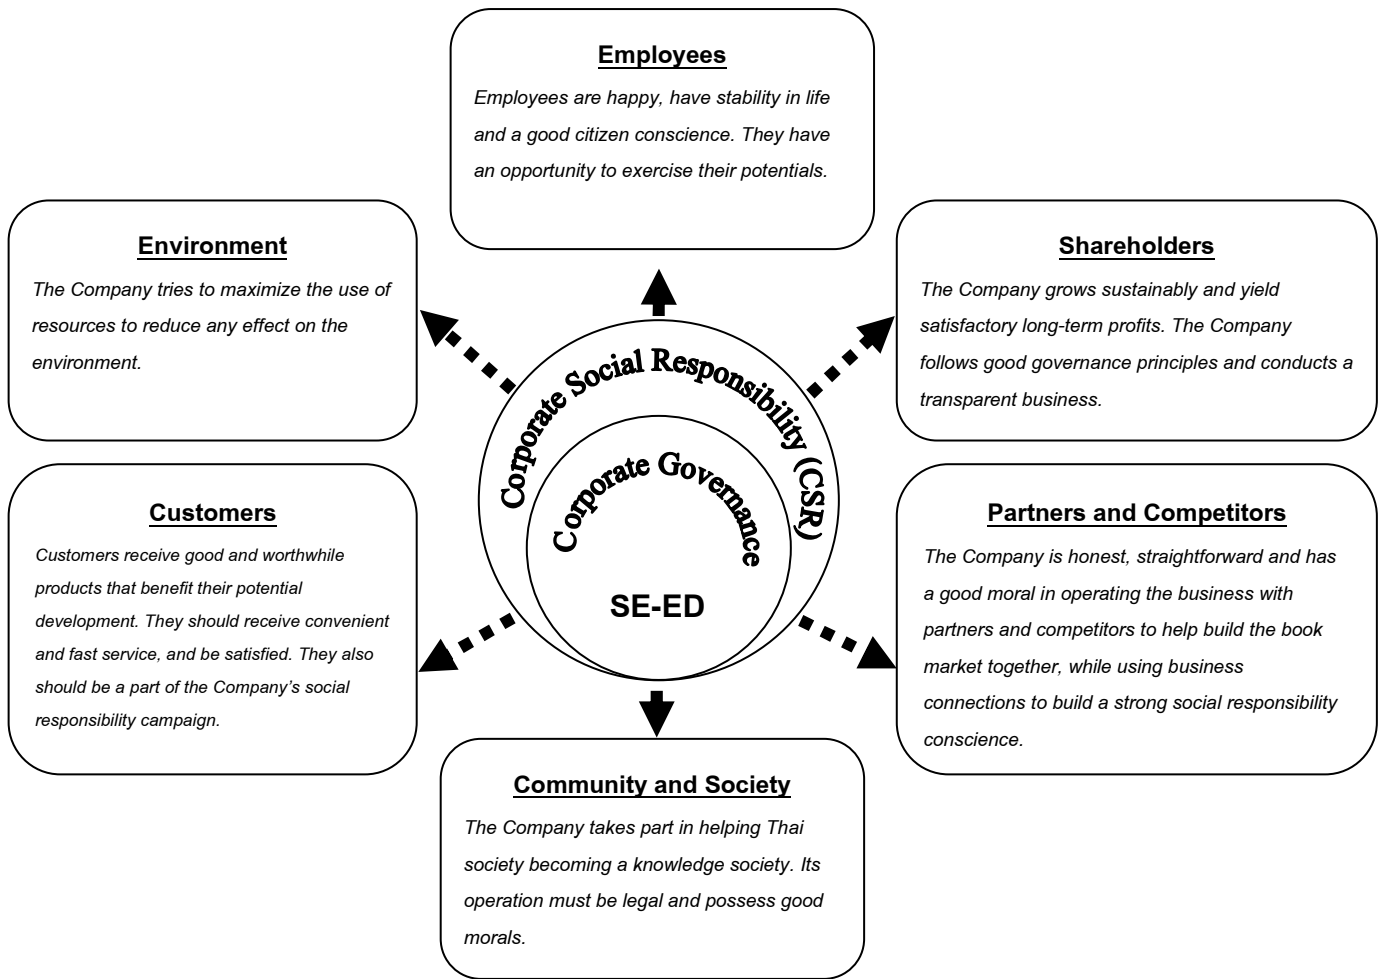 Employees
Employees are happy, have stability in life
and a good citizen conscience. They have
an opportunity to exercise their potentials.
Environment
The Company tries to maximize the use of
resources to reduce any effect on the
environment.
Shareholders
The Company grows sustainably and yield
satisfactory long-term profits. The Company
follows good governance principles and conducts a
transparent business.
Corporate Social Responsibility (CSR)
Corporate Governance
SE-ED
Customers
Customers receive good and worthwhile
products that benefit their potential
development. They should receive convenient
and fast service, and be satisfied. They also
should be a part of the Company’s social
responsibility campaign.
Partners and Competitors
The Company is honest, straightforward and has
a good moral in operating the business with
partners and competitors to help build the book
market together, while using business
connections to build a strong social responsibility
conscience.
Community and Society
The Company takes part in helping Thai
society becoming a knowledge society. Its
operation must be legal and possess good
morals.